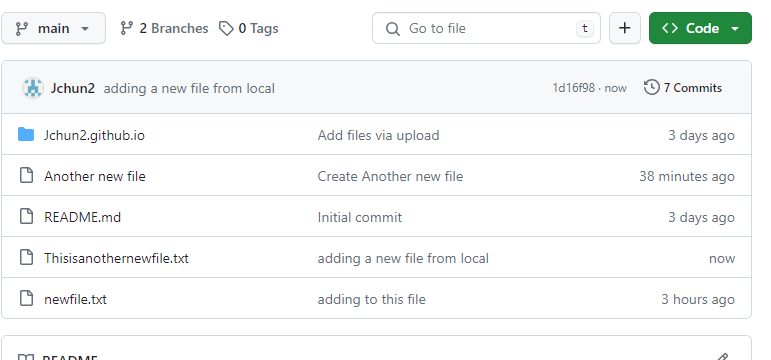 main 2 Branches 0 Tags Go to file t Code
Jchun2 adding a new file from local 1d16f98 · now 7 Commits
Jchun2.github.io Add files via upload 3 days ago
Another new file Create Another new file 38 minutes ago
README.md Initial commit 3 days ago
Thisisanothernewfile.txt adding a new file from local now
newfile.txt adding to this file 3 hours ago
README